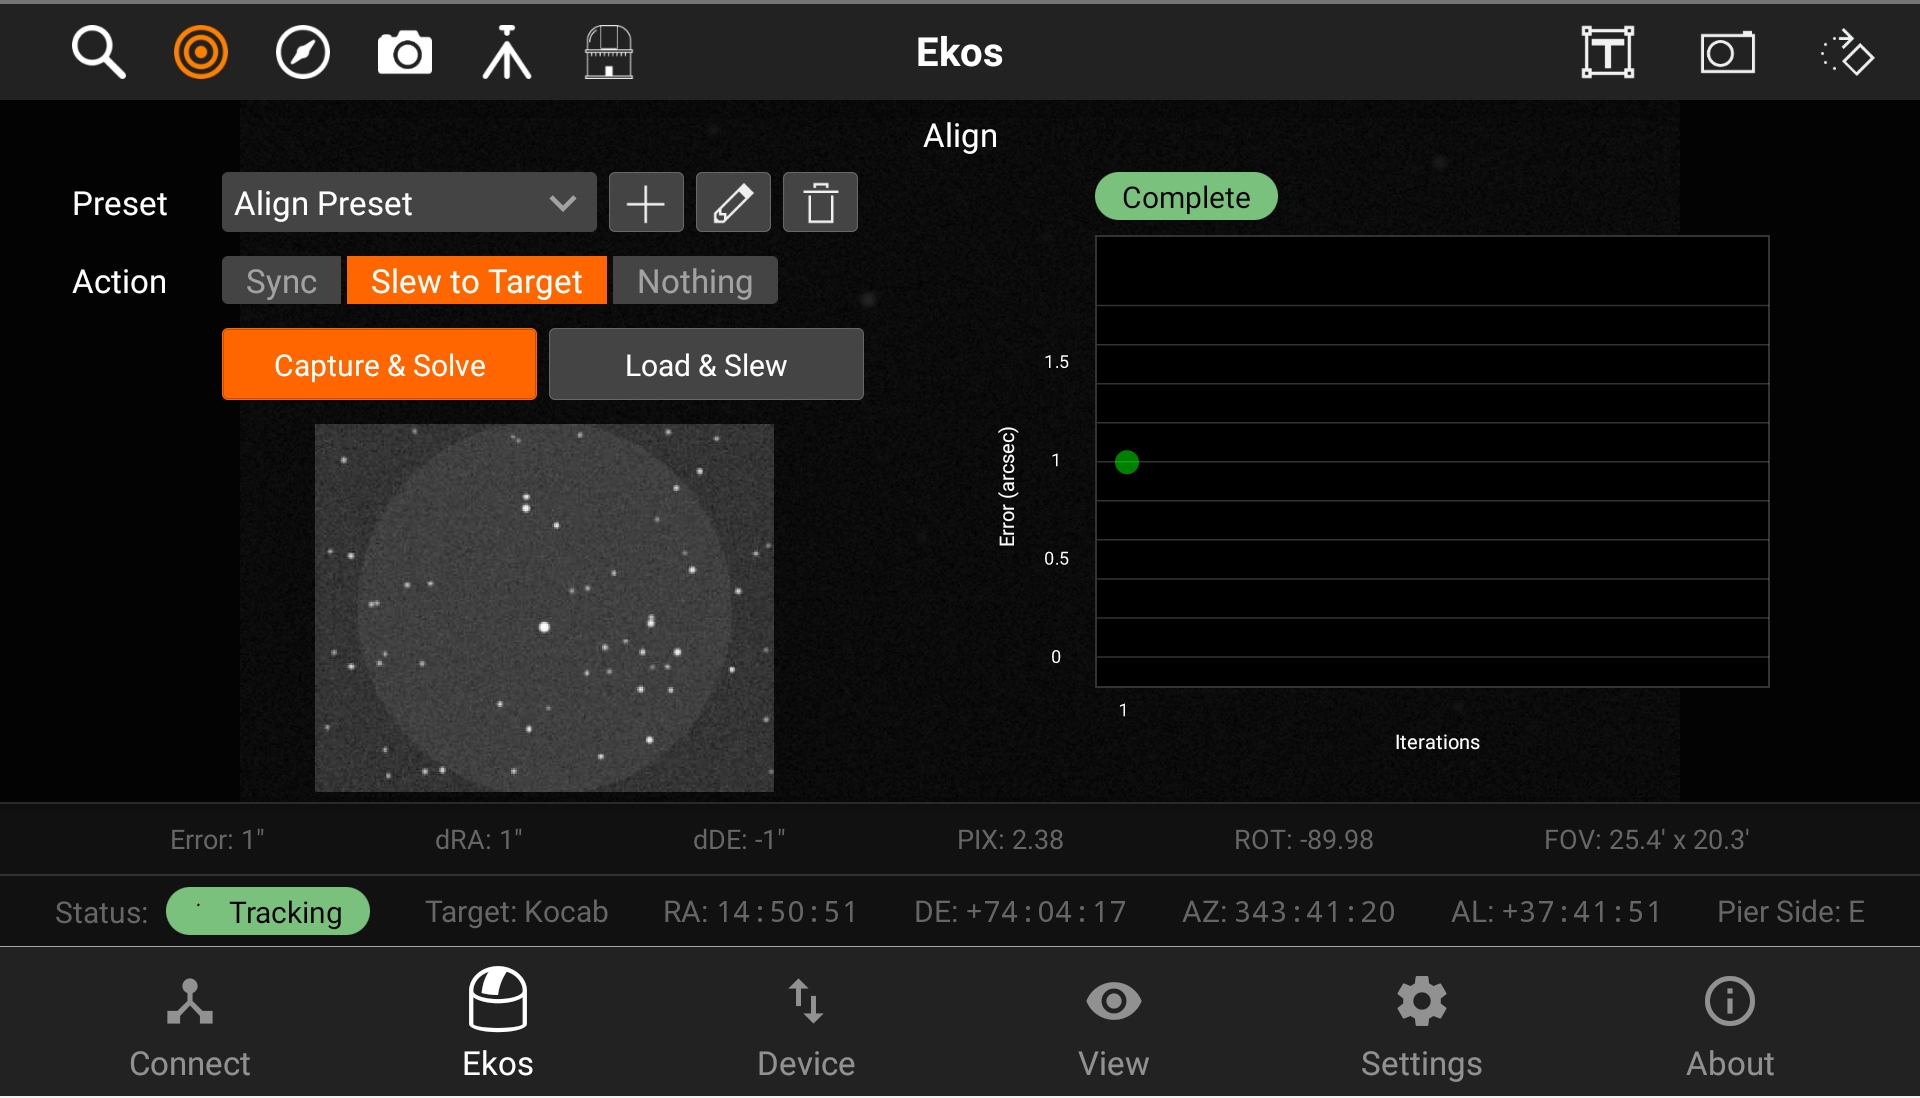 Ekos
Align
Preset Align Preset
Complete
Action Sync Slew to Target Nothing
Capture & Solve Load & Slew
1.5
1
0.5
0
Error (arcsec)
1
Iterations
Error: 1" dRA: 1" dDE: -1" PIX: 2.38 ROT: -89.98 FOV: 25.4' x 20.3'
Status: Tracking Target: Kocab RA: 14:50:51 DE: +74:04:17 AZ: 343:41:20 AL: +37:41:51 Pier Side: E
Connect Ekos Device View Settings About